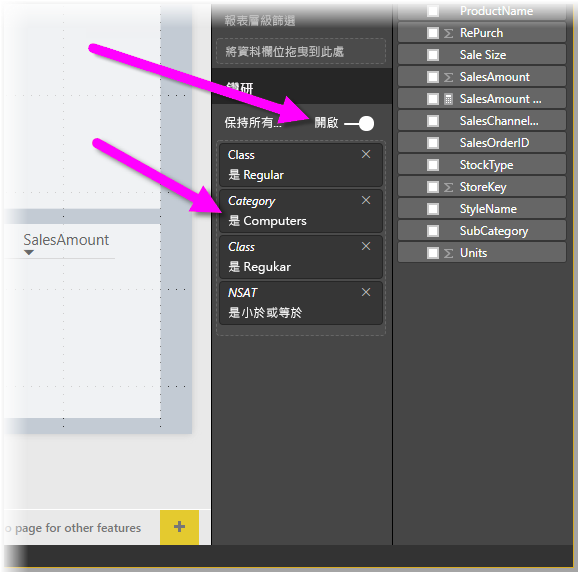 SalesAmount
o page for other features
+
報表層級篩選
將資料欄位拖曳到此處
鑽研
保持所有... 開啟
Class
是 Regular
Category
是 Computers
Class
是 Regukar
NSAT
是小於或等於
ProductName
RePurch
Sale Size
SalesAmount
SalesAmount ...
SalesChannel...
SalesOrderID
StockType
StoreKey
StyleName
SubCategory
Units